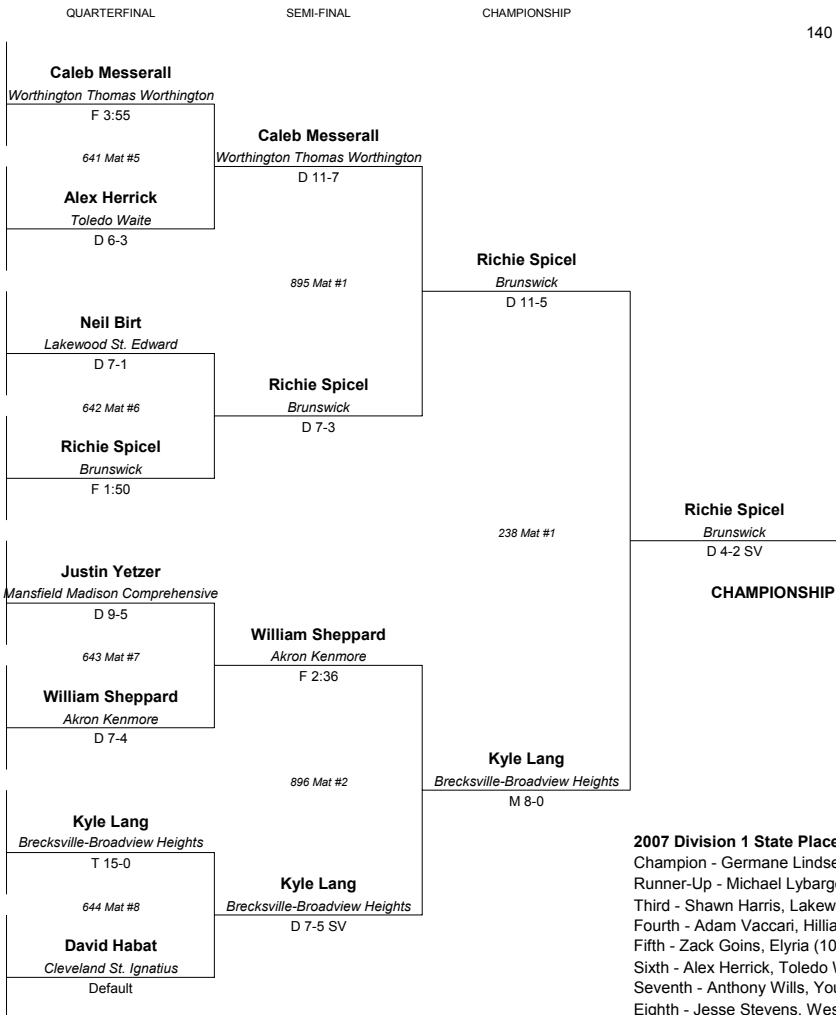 QUARTERFINAL SEMI-FINAL CHAMPIONSHIP
140
Caleb Messerall
Worthington Thomas Worthington
F 3:55
641 Mat #5
Alex Herrick
Toledo Waite
D 6-3
Caleb Messerall
Worthington Thomas Worthington
D 11-7
895 Mat #1
Neil Birt
Lakewood St. Edward
D 7-1
642 Mat #6
Richie Spicel
Brunswick
F 1:50
Richie Spicel
Brunswick
D 7-3
Richie Spicel
Brunswick
D 11-5
238 Mat #1
Richie Spicel
Brunswick
D 4-2 SV
CHAMPIONSHIP
Justin Yetzer
Mansfield Madison Comprehensive
D 9-5
643 Mat #7
William Sheppard
Akron Kenmore
D 7-4
William Sheppard
Akron Kenmore
F 2:36
896 Mat #2
Kyle Lang
Brecksville-Broadview Heights
M 8-0
Kyle Lang
Brecksville-Broadview Heights
T 15-0
644 Mat #8
David Habat
Cleveland St. Ignatius
Default
Kyle Lang
Brecksville-Broadview Heights
D 7-5 SV
2007 Division 1 State Place
Champion - Germane Lindse
Runner-Up - Michael Lybarg
Third - Shawn Harris, Lakew
Fourth - Adam Vaccari, Hillia
Fifth - Zack Goins, Elyria (10
Sixth - Alex Herrick, Toledo
Seventh - Anthony Wills, You
Eighth - Jesse Stevens, Wes